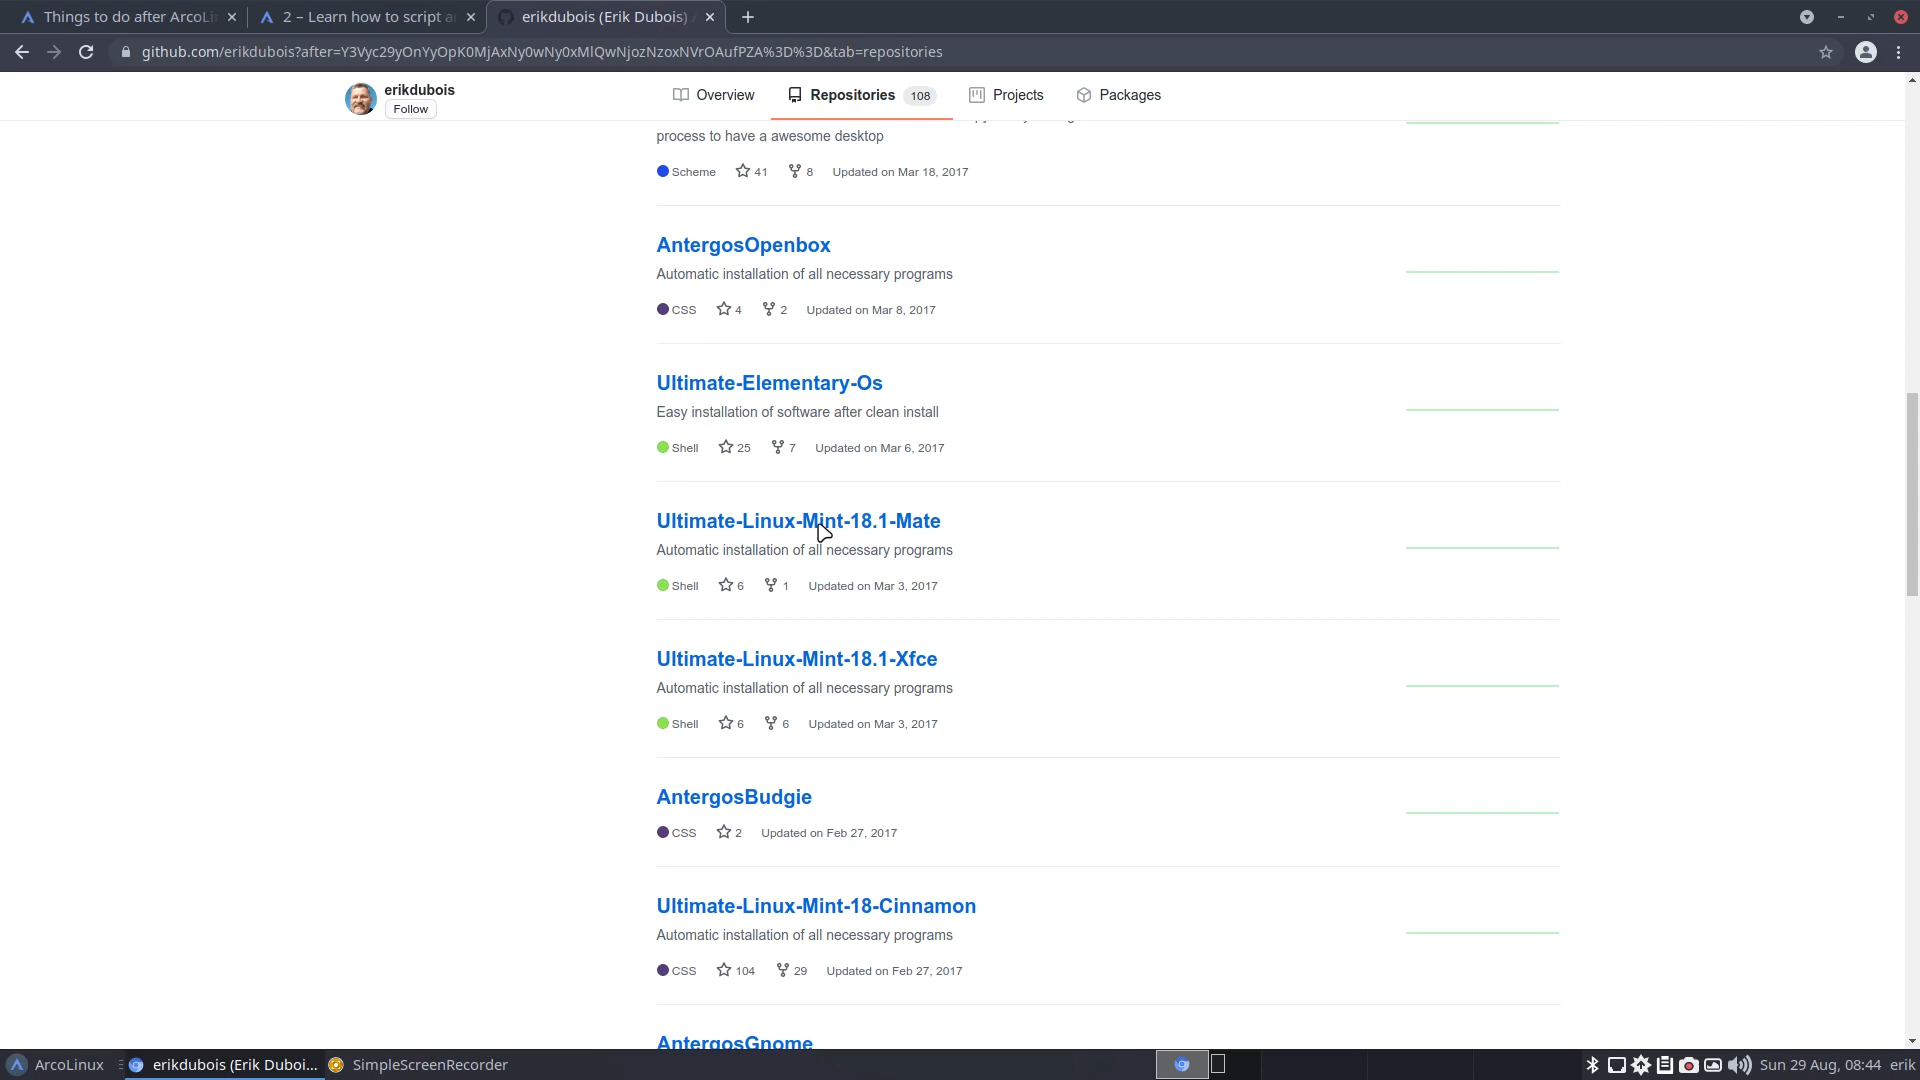 Things to do after ArcoLi
2 – Learn how to script a
erikdubois (Erik Dubois)
github.com/erikdubois?after=Y3Vyc29yOnYyOpK0MjAxNy0wNy0xMlQwNjozNzoxNVrOAufPZA%3D%3D&tab=repositories
erikdubois
Follow
Overview
Repositories 108
Projects
Packages
process to have a awesome desktop
Scheme 41 8 Updated on Mar 18, 2017
AntergosOpenbox
Automatic installation of all necessary programs
CSS 4 2 Updated on Mar 8, 2017
Ultimate-Elementary-Os
Easy installation of software after clean install
Shell 25 7 Updated on Mar 6, 2017
Ultimate-Linux-Mint-18.1-Mate
Automatic installation of all necessary programs
Shell 6 1 Updated on Mar 3, 2017
Ultimate-Linux-Mint-18.1-Xfce
Automatic installation of all necessary programs
Shell 6 6 Updated on Mar 3, 2017
AntergosBudgie
CSS 2 Updated on Feb 27, 2017
Ultimate-Linux-Mint-18-Cinnamon
Automatic installation of all necessary programs
CSS 104 29 Updated on Feb 27, 2017
AntergosGnome
ArcoLinux
erikdubois (Erik Duboi...
SimpleScreenRecorder
Sun 29 Aug, 08:44 erik